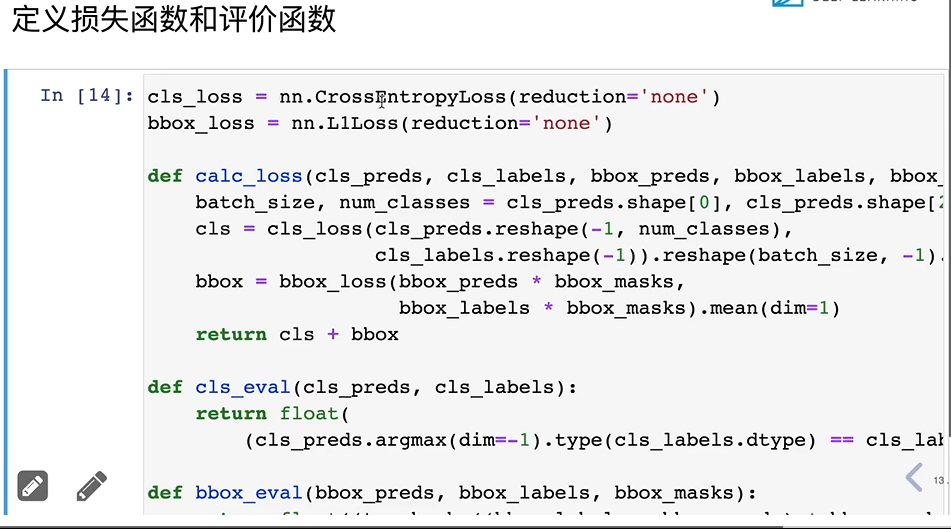 定义损失函数和评价函数
In [14]: cls_loss = nn.CrossEntropyLoss(reduction='none')
bbox_loss = nn.L1Loss(reduction='none')
def calc_loss(cls_preds, cls_labels, bbox_preds, bbox_labels, bbox_
batch_size, num_classes = cls_preds.shape[0], cls_preds.shape[2
cls = cls_loss(cls_preds.reshape(-1, num_classes),
cls_labels.reshape(-1)).reshape(batch_size, -1).
bbox = bbox_loss(bbox_preds * bbox_masks,
bbox_labels * bbox_masks).mean(dim=1)
return cls + bbox
def cls_eval(cls_preds, cls_labels):
return float(
(cls_preds.argmax(dim=-1).type(cls_labels.dtype) == cls_lab
13
def bbox_eval(bbox_preds, bbox_labels, bbox_masks):